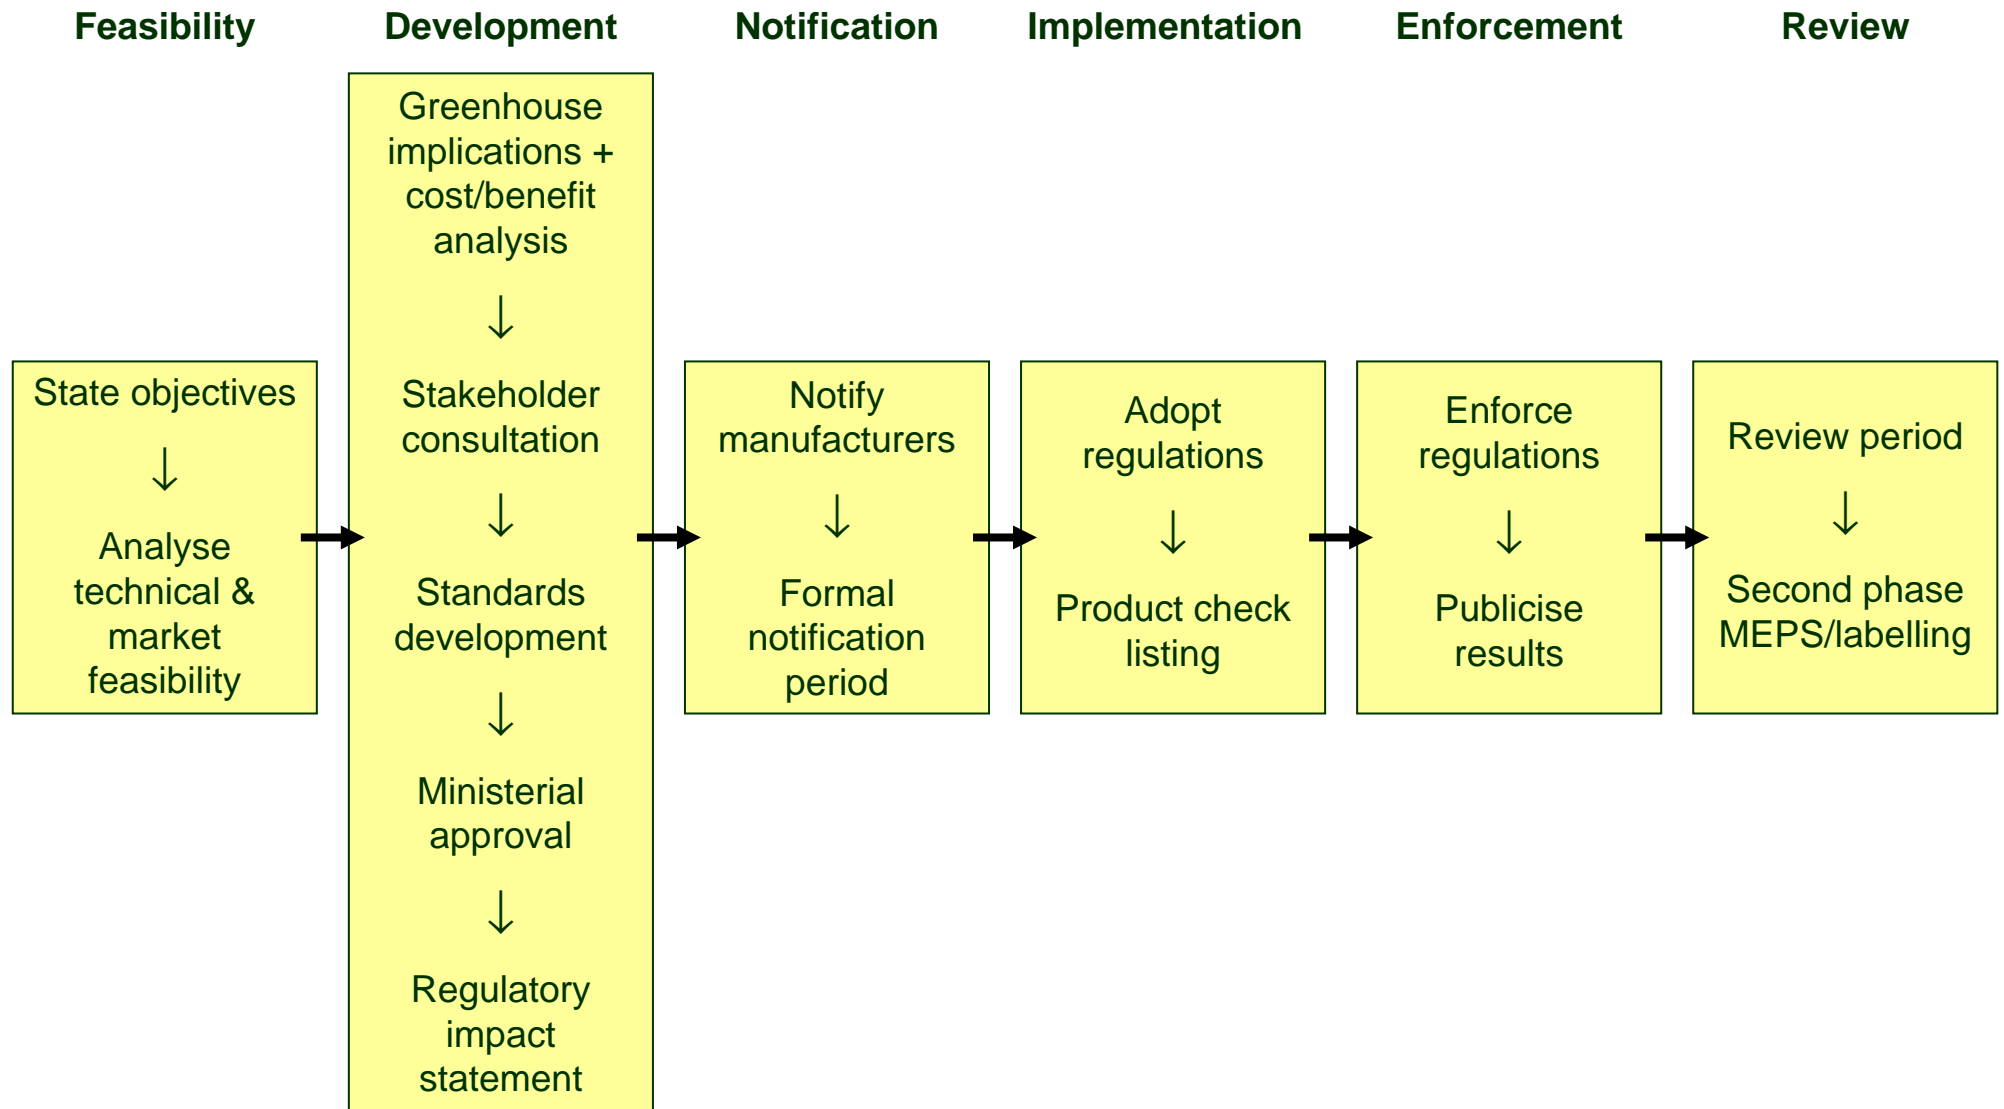 Feasibility
Development
Notification
Implementation
Enforcement
Review
State objectives
↓
Analyse
technical &
market
feasibility
Greenhouse
implications +
cost/benefit
analysis
↓
Stakeholder
consultation
↓
Standards
development
↓
Ministerial
approval
↓
Regulatory
impact
statement
Notify
manufacturers
↓
Formal
notification
period
Adopt
regulations
↓
Product check
listing
Enforce
regulations
↓
Publicise
results
Review period
↓
Second phase
MEPS/labelling